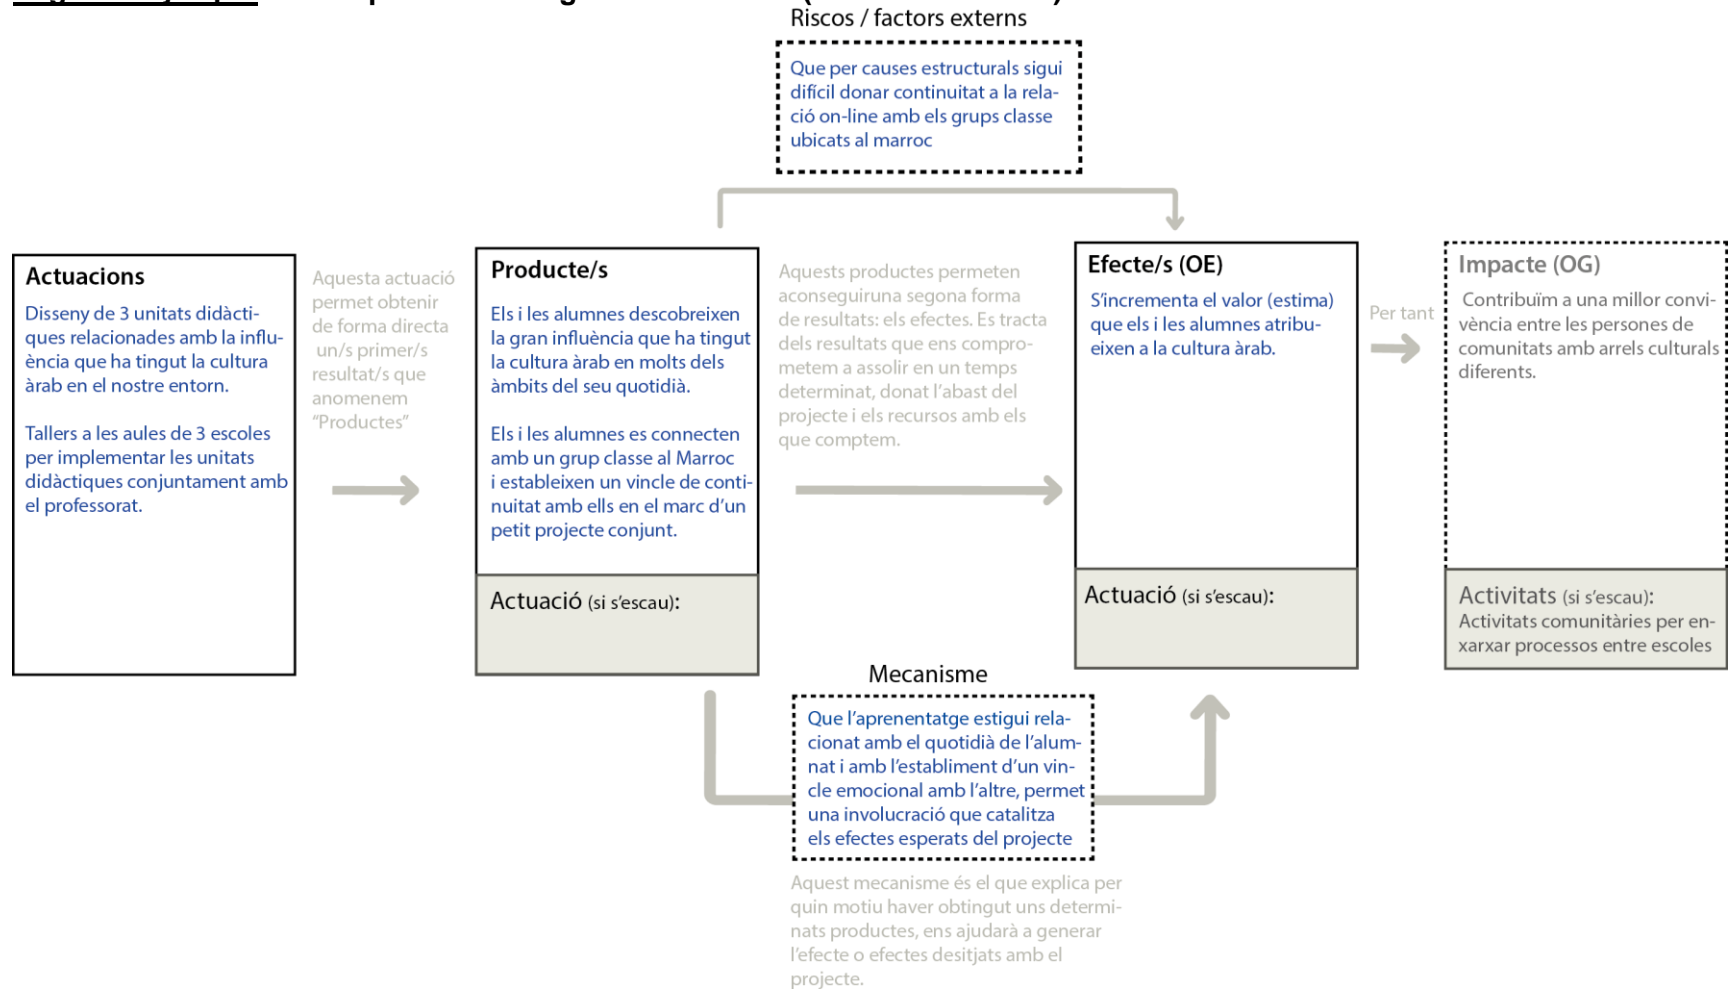 Riscos / factors externs
Que per causes estructurals sigui
difícil donar continuitat a la rela-
ció on-line amb els grups classe
ubicats al marroc
Actuacions
Disseny de 3 unitats didàcti-
ques relacionades amb la influ-
ència que ha tingut la cultura
àrab en el nostre entorn.
Tallers a les aules de 3 escoles
per implementar les unitats
didàctiques conjuntament amb
el professorat.
Aquesta actuació
permet obtenir
de forma directa
un/s primer/s
resultat/s que
anomenem
“Productes”
Producte/s
Els i les alumnes descobreixen
la gran influència que ha tingut
la cultura àrab en molts dels
àmbits del seu quotidià.
Els i les alumnes es connecten
amb un grup classe al Marroc
i estableixen un vincle de conti-
nuitat amb ells en el marc d’un
petit projecte conjunt.
Actuació (si s’escau):
Aquests productes permeten
aconseguiruna segona forma
de resultats: els efectes. Es tracta
dels resultats que ens compro-
metem a assolir en un temps
determinat, donat l’abast del
projecte i els recursos amb els
que comptem.
Efecte/s (OE)
S’incrementa el valor (estima)
que els i les alumnes atribu-
eixen a la cultura àrab.
Actuació (si s’escau):
Per tant
Impacte (OG)
Contribuïm a una millor convi-
vència entre les persones de
comunitats amb arrels culturals
diferents.
Activitats (si s’escau):
Activitats comunitàries per en-
xarxar processos entre escoles
Mecanisme
Que l’aprenentatge estigui rela-
cionat amb el quotidià de l’alum-
nat i amb l’establiment d’un vin-
cle emocional amb l’altre, permet
una involucració que catalitza
els efectes esperats del projecte
Aquest mecanisme és el que explica per
quin motiu haver obtingut uns determi-
nats productes, ens ajudarà a generar
l’efecte o efectes desitjats amb el
projecte.